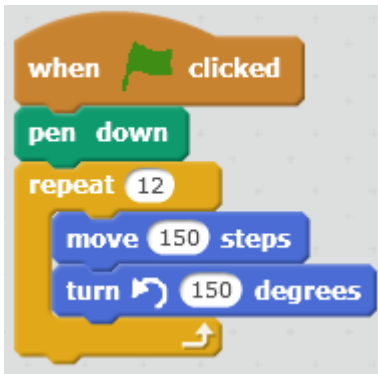 when clicked
pen down
repeat 12
move 150 steps
turn 150 degrees